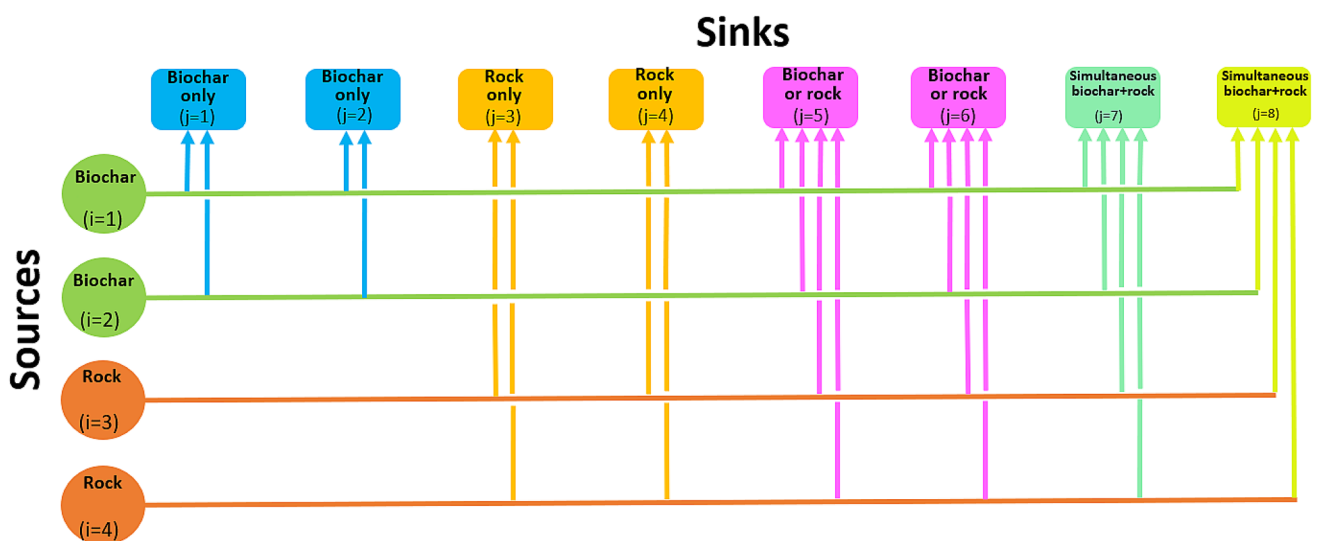 Sinks
Biochar
only
(j=1)
Biochar
only
(j=2)
Rock
only
(j=3)
Rock
only
(j=4)
Biochar
or rock
(j=5)
Biochar
or rock
(j=6)
Simultaneous
biochar+rock
(j=7)
Simultaneous
biochar+rock
(j=8)
Sources
Biochar
(i=1)
Biochar
(i=2)
Rock
(i=3)
Rock
(i=4)